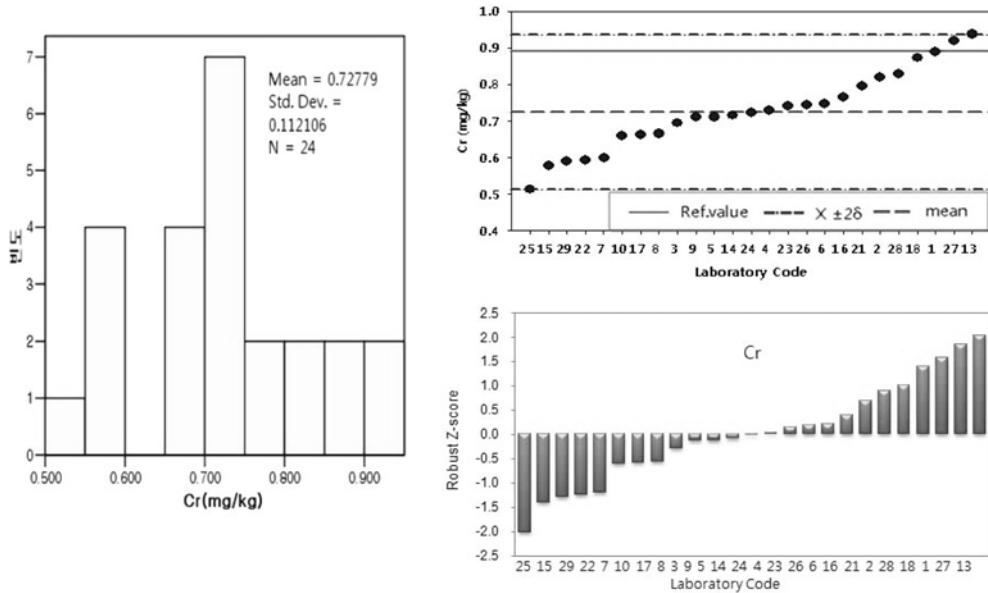 7
6
5
4
3
2
1
0
빈도
Mean = 0.72779
Std. Dev. =
0.112106
N = 24
0.500 0.600 0.700 0.800 0.900
Cr(mg/kg)
1.0
0.9
0.8
0.7
0.6
0.5
0.4
Cr (mg/kg)
Ref.value X ±2δ mean
25 15 29 22 7 10 17 8 3 9 5 14 24 4 23 26 6 16 21 2 28 18 1 27 13
Laboratory Code
2.5
2.0
1.5
1.0
0.5
0.0
-0.5
-1.0
-1.5
-2.0
-2.5
Robust Z-score
Cr
25 15 29 22 7 10 17 8 3 9 5 14 24 4 23 26 6 16 21 2 28 18 1 27 13
Laboratory Code